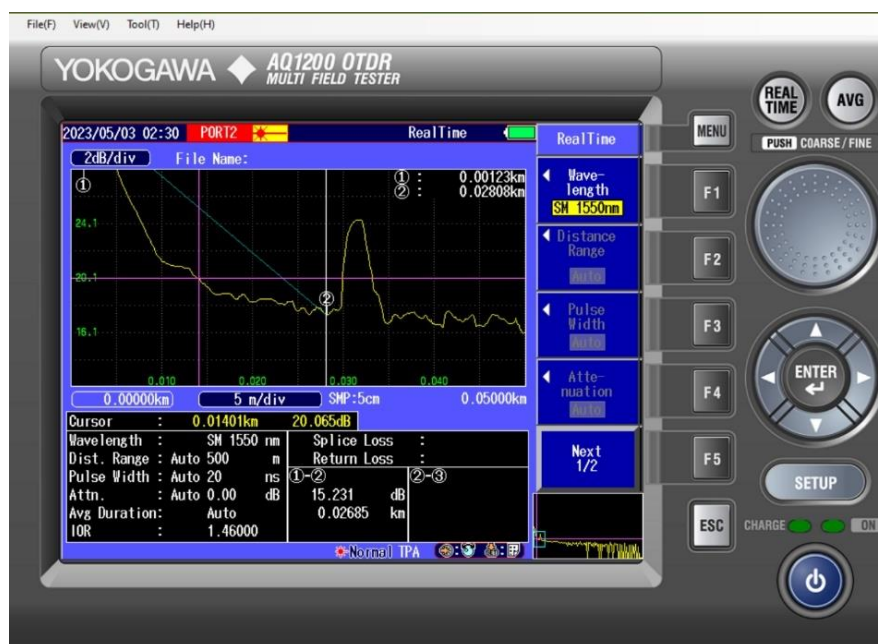 File(F) View(V) Tool(T) Help(H)
YOKOGAWA AQ1200 OTDR
MULTI FIELD TESTER
REAL TIME
AVG
PUSH COARSE/FINE
2023/05/03 02:30 PORT2 RealTime
RealTime
MENU
2dB/div File Name:
① ① : 0.00123km
② : 0.02808km
Wave-
length
SM 1550nm
F1
24.1
Distance
Range
Auto
F2
20.1
②
Pulse
Width
Auto
F3
16.1
0.010 0.020 0.030 0.040
Atte-
nuation
Auto
F4
ENTER
0.00000km 5 m/div SMP:5cm 0.05000km
Cursor : 0.01401km 20.065dB
Wavelength : SM 1550 nm Splice Loss :
Dist. Range : Auto 500 m Return Loss :
Pulse Width : Auto 20 ns ①-② ②-③
Attn. : Auto 0.00 dB 15.231 dB
Avg Duration: Auto 0.02685 km
IOR : 1.46000
Next
1/2
F5
SETUP
ESC
CHARGE ON
Normal TPA